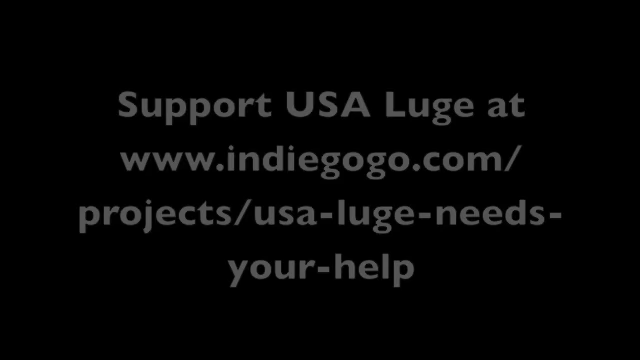 Support USA Luge at
www.indiegogo.com/
projects/usa-luge-needs-
your-help